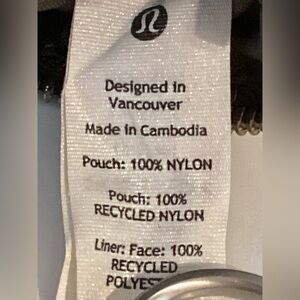 Designed in
Vancouver
Made in Cambodia
Pouch: 100% NYLON
Pouch: 100%
RECYCLED NYLON
Liner: Face: 100%
RECYCLED